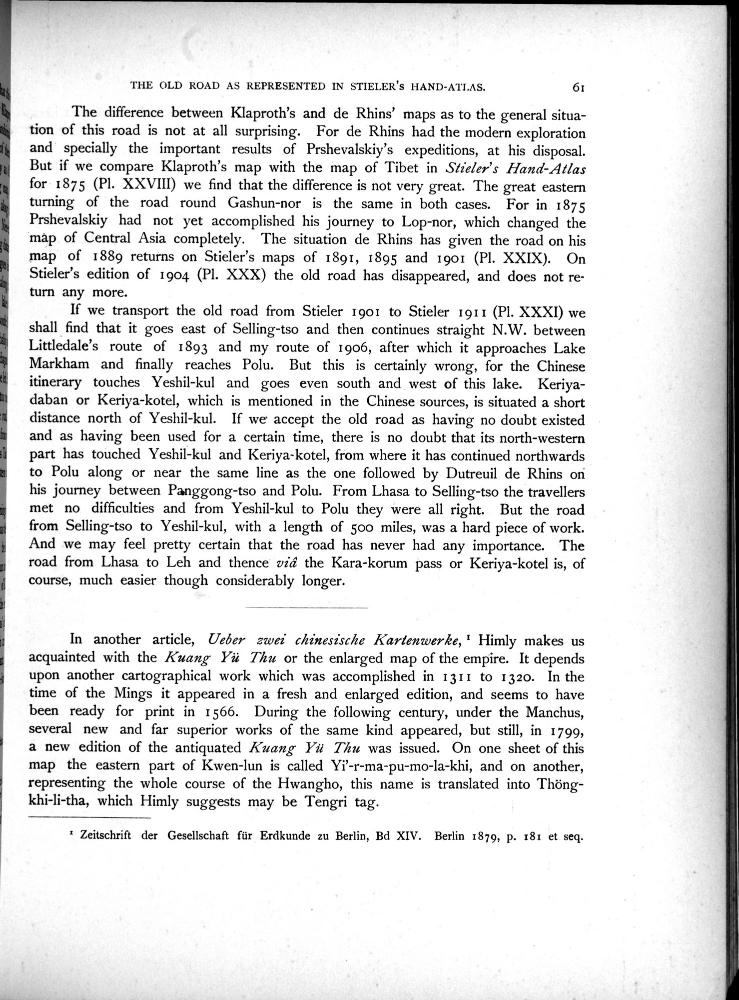 THE OLD ROAD AS REPRESENTED IN STIELER'S HAND-ATLAS. 61
The difference between Klaproth's and de Rhins' maps as to the general situa-
tion of this road is not at all surprising. For de Rhins had the modern exploration
and specially the important results of Prshevalskiy's expeditions, at his disposal.
But if we compare Klaproth's map with the map of Tibet in Stieler's Hand-Atlas
for 1875 (Pl. XXVIII) we find that the difference is not very great. The great eastern
turning of the road round Gashun-nor is the same in both cases. For in 1875
Prshevalskiy had not yet accomplished his journey to Lop-nor, which changed the
map of Central Asia completely. The situation de Rhins has given the road on his
map of 1889 returns on Stieler's maps of 1891, 1895 and 1901 (Pl. XXIX). On
Stieler's edition of 1904 (Pl. XXX) the old road has disappeared, and does not re-
turn any more.
If we transport the old road from Stieler 1901 to Stieler 1911 (Pl. XXXI) we
shall find that it goes east of Selling-tso and then continues straight N.W. between
Littledale's route of 1893 and my route of 1906, after which it approaches Lake
Markham and finally reaches Polu. But this is certainly wrong, for the Chinese
itinerary touches Yeshil-kul and goes even south and west of this lake. Keriya-
daban or Keriya-kotel, which is mentioned in the Chinese sources, is situated a short
distance north of Yeshil-kul. If we accept the old road as having no doubt existed
and as having been used for a certain time, there is no doubt that its north-western
part has touched Yeshil-kul and Keriya-kotel, from where it has continued northwards
to Polu along or near the same line as the one followed by Dutreuil de Rhins on
his journey between Panggong-tso and Polu. From Lhasa to Selling-tso the travellers
met no difficulties and from Yeshil-kul to Polu they were all right. But the road
from Selling-tso to Yeshil-kul, with a length of 500 miles, was a hard piece of work.
And we may feel pretty certain that the road has never had any importance. The
road from Lhasa to Leh and thence viâ the Kara-korum pass or Keriya-kotel is, of
course, much easier though considerably longer.
In another article, Ueber zwei chinesische Kartenwerke, ¹ Himly makes us
acquainted with the Kuang Yü Thu or the enlarged map of the empire. It depends
upon another cartographical work which was accomplished in 1311 to 1320. In the
time of the Mings it appeared in a fresh and enlarged edition, and seems to have
been ready for print in 1566. During the following century, under the Manchus,
several new and far superior works of the same kind appeared, but still, in 1799,
a new edition of the antiquated Kuang Yü Thu was issued. On one sheet of this
map the eastern part of Kwen-lun is called Yi'-r-ma-pu-mo-la-khi, and on another,
representing the whole course of the Hwangho, this name is translated into Thöng-
khi-li-tha, which Himly suggests may be Tengri tag.
¹ Zeitschrift der Gesellschaft für Erdkunde zu Berlin, Bd XIV. Berlin 1879, p. 181 et seq.